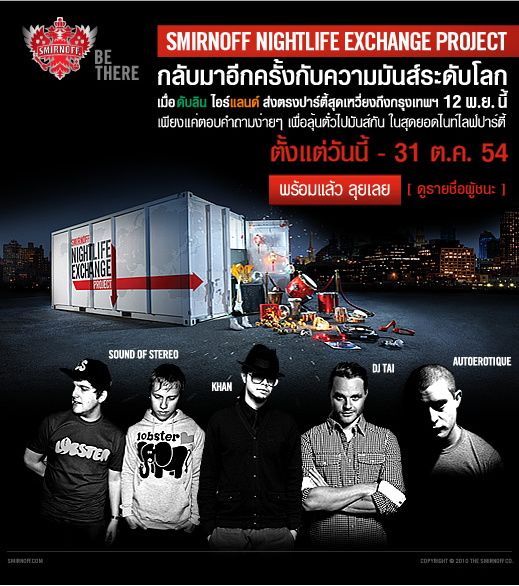 SMIRNOFF
BE
THERE
SMIRNOFF NIGHTLIFE EXCHANGE PROJECT
กลับมาอีกครั้งกับความมันส์ระดับโลก
เมื่อ ดับลิน ไอร์แลนด์ ส่งตรงปาร์ตี้สุดเหวี่ยงถึงกรุงเทพฯ 12 พ.ย. นี้
เพียงแค่ตอบคำถามง่ายๆ เพื่อลุ้นตั๋วไปมันส์กัน ในสุดยอดไนท์ไลฟปาร์ตี้
ตั้งแต่วันนี้ - 31 ต.ค. 54
พร้อมแล้ว ลุยเลย [ ดูรายชื่อผู้ชนะ ]
SMIRNOFF
NIGHTLIFE
EXCHANGE
PROJECT
SOUND OF STEREO
KHAN
DJ TAI
AUTOEROTIQUE
LOBSTER
lobster
SMIRNOFF.COM
COPYRIGHT © 2010 THE SMIRNOFF CO.